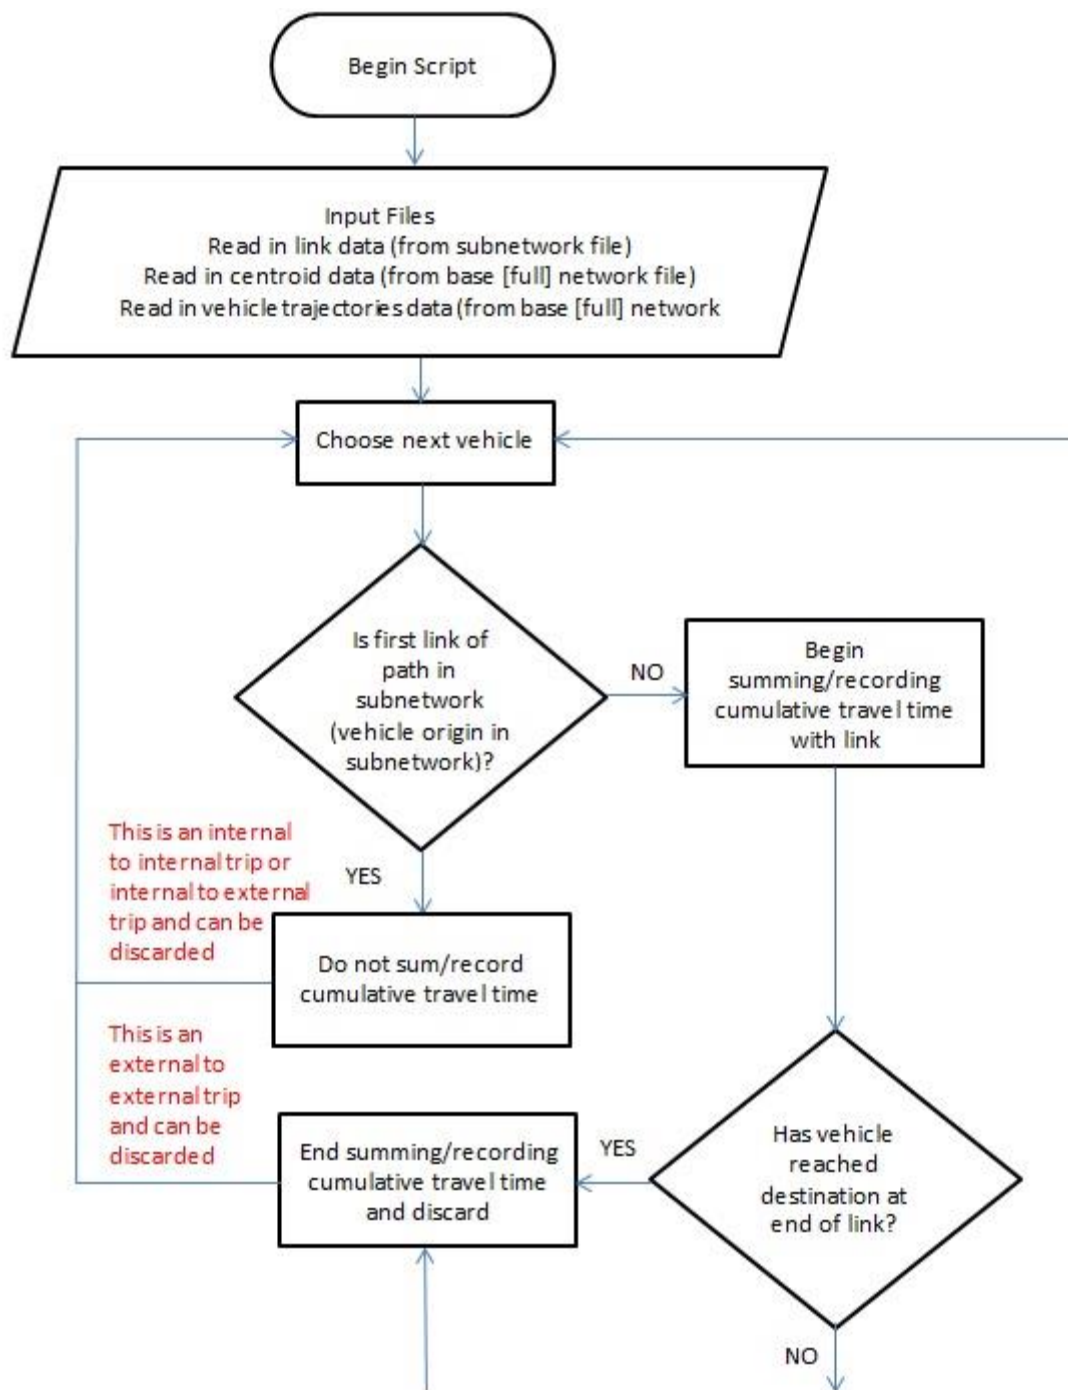 Begin Script
Input Files
Read in link data (from subnetwork file)
Read in centroid data (from base [full] network file)
Read in vehicle trajectories data (from base [full] network
Choose next vehicle
Is first link of
path in
subnetwork
(vehicle origin in
subnetwork)?
NO
Begin
summing/recording
cumulative travel time
with link
YES
This is an internal
to internal trip or
internal to external
trip and can be
discarded
Do not sum/record
cumulative travel time
This is an
external to
external trip
and can be
discarded
End summing/recording
cumulative travel time
and discard
YES
Has vehicle
reached
destination at
end of link?
NO